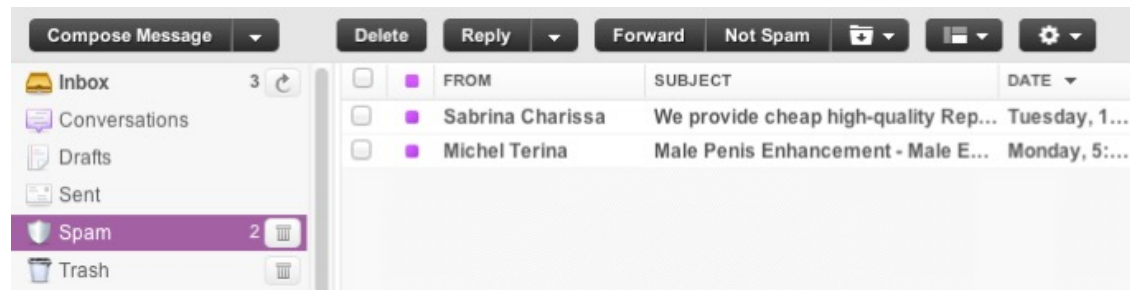 Compose Message Delete Reply Forward Not Spam
Inbox 3 FROM SUBJECT DATE
Conversations Sabrina Charissa We provide cheap high-quality Rep... Tuesday, 1...
Drafts Michel Terina Male Penis Enhancement - Male E... Monday, 5:...
Sent
Spam 2
Trash